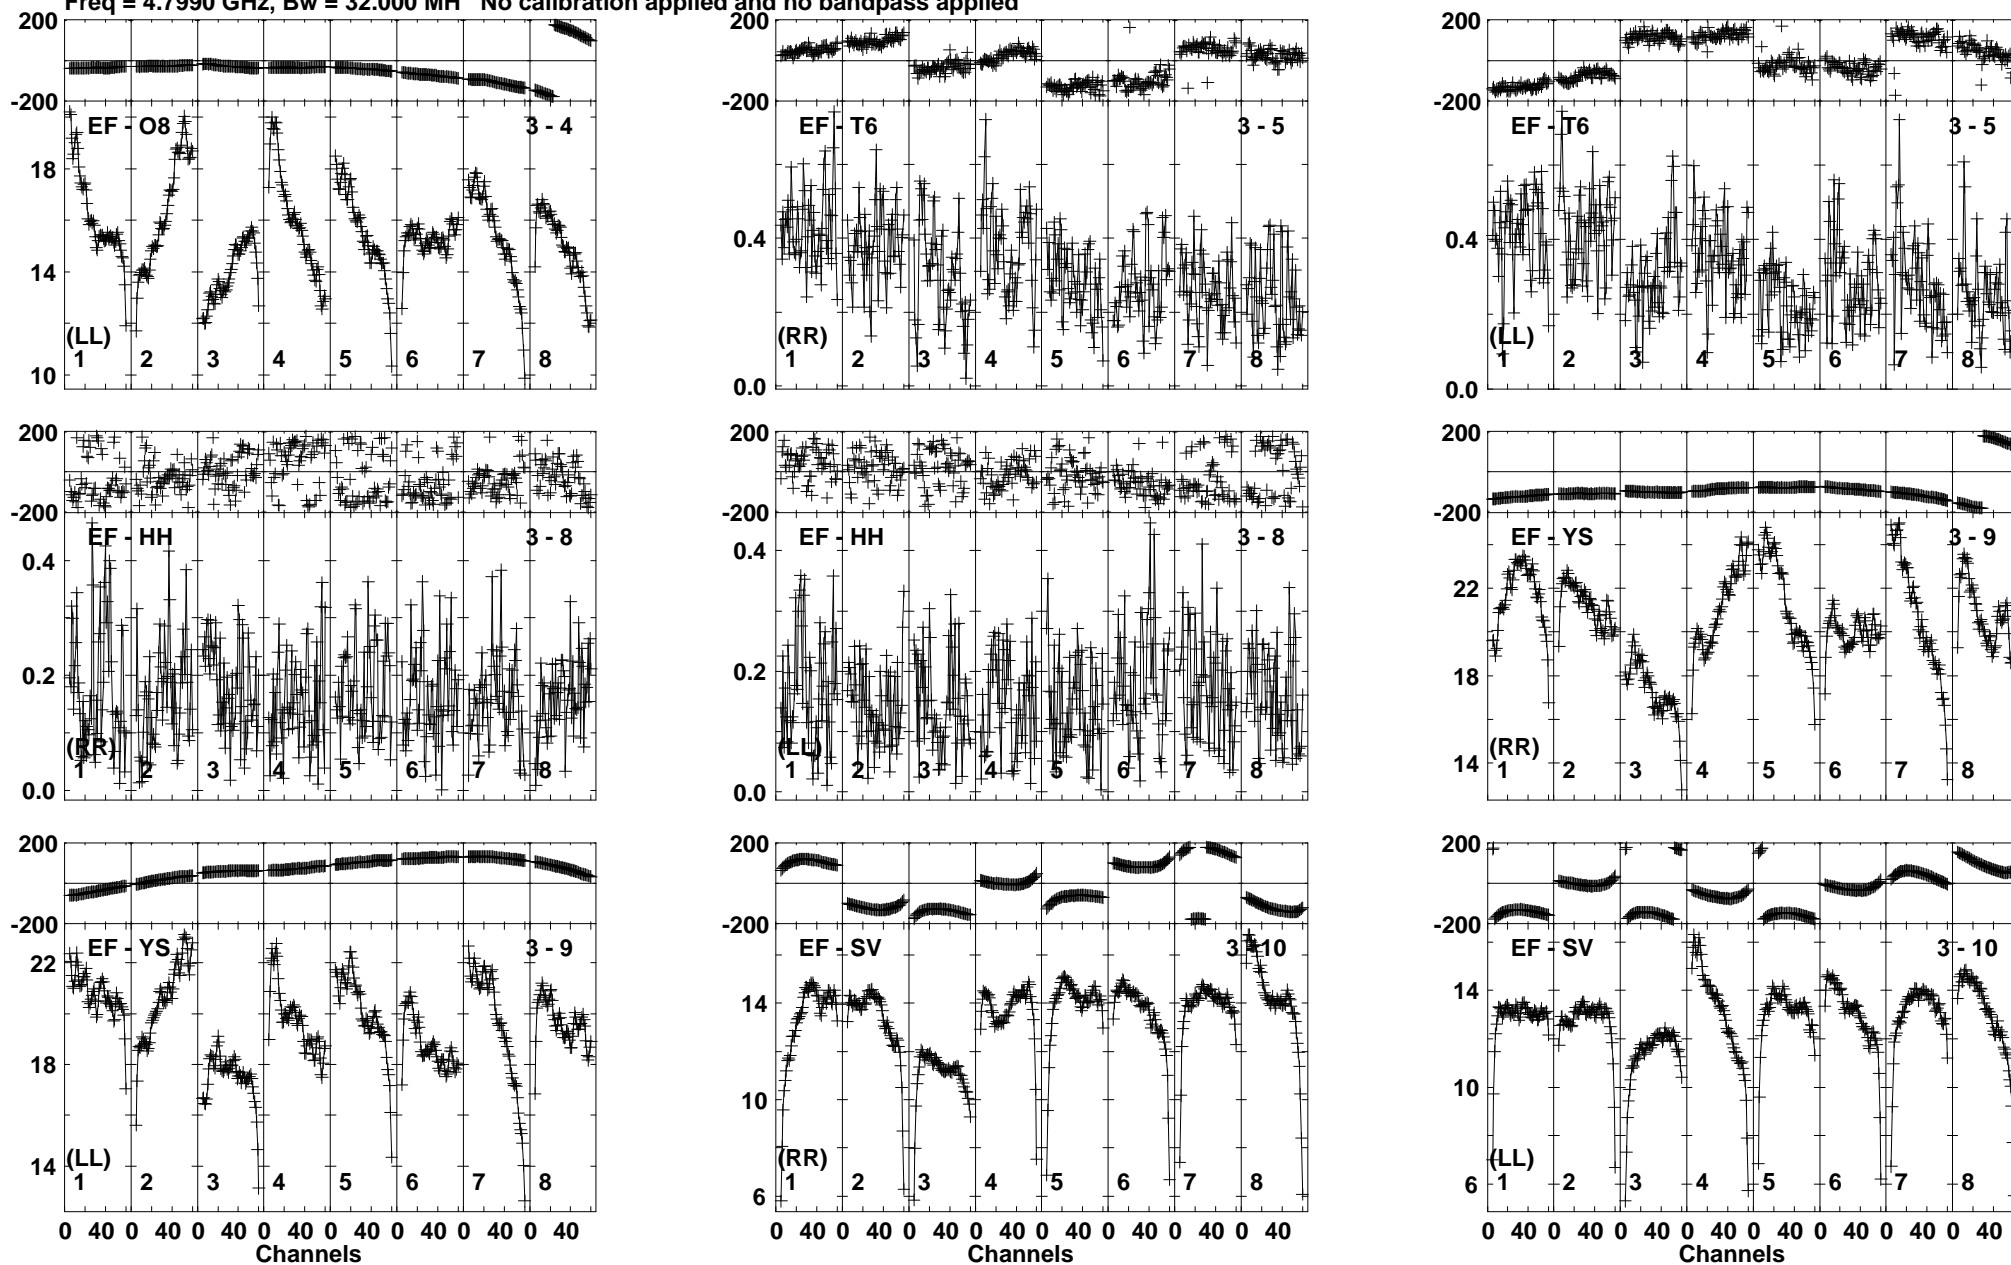 Freq = 4.7990 GHz, Bw = 32.000 MH No calibration applied and no bandpass applied
200
-200
EF - O8 3 - 4
18
14
10
(LL)
1 2 3 4 5 6 7 8
200
-200
EF - T6 3 - 5
0.4
0.0
(RR)
1 2 3 4 5 6 7 8
200
-200
EF - T6 3 - 5
0.4
0.0
(LL)
1 2 3 4 5 6 7 8
200
-200
EF - HH 3 - 8
0.4
0.2
0.0
(RR)
1 2 3 4 5 6 7 8
200
-200
EF - HH 3 - 8
0.4
0.2
0.0
(LL)
1 2 3 4 5 6 7 8
200
-200
EF - YS 3 - 9
22
18
14
(RR)
1 2 3 4 5 6 7 8
200
-200
EF - YS 3 - 9
22
18
14
(LL)
1 2 3 4 5 6 7 8
0 40 0 40 0 40 0 40 0 40 0 40 0 40 0 40
Channels
200
-200
EF - SV 3 - 10
14
10
6
(RR)
1 2 3 4 5 6 7 8
0 40 0 40 0 40 0 40 0 40 0 40 0 40 0 40
Channels
200
-200
EF - SV 3 - 10
14
10
6
(LL)
1 2 3 4 5 6 7 8
0 40 0 40 0 40 0 40 0 40 0 40 0 40 0 40
Channels